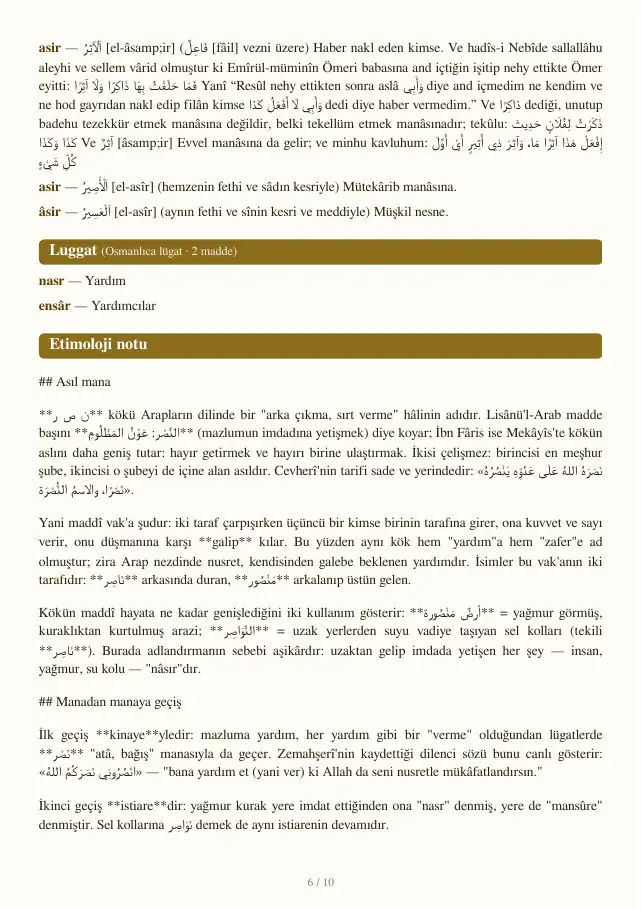 asir — اَلْآثِرُ [el-âsamp;ir] (فَاعِلٌ [fâil] vezni üzere) Haber nakl eden kimse. Ve hadîs-i Nebîde sallallâhu
aleyhi ve sellem vârid olmuştur ki Emîrül-müminîn Ömeri babasına and içtiğin işitip nehy ettikte Ömer
eyitti: فَمَا حَلَفْتُ بِهَا ذَاكِرًا وَلَا آثِرًا Yanî “Resûl nehy ettikten sonra aslâ وَأَبِي diye and içmedim ne kendim ve
ne hod gayrıdan nakl edip filân kimse وَأَبِي لَا أَفْعَلُ كَذَا dedi diye haber vermedim.” Ve ذَاكِرًا dediği, unutup
badehu tezekkür etmek manâsına değildir, belki tekellüm etmek manâsınadır; tekûlu: ذَكَرْتُ لِفُلَانٍ حَدِيثَ
كَذَا وَكَذَا Ve آثِرٌ [âsamp;ir] Evvel manâsına da gelir; ve minhu kavluhum: إِفْعَلْ هَذَا آثِرًا مَا، وَآثِرَ ذِي أَثِيرٍ أَيْ أَوَّلَ
كُلِّ شَيْءٍ
asir — اَلْأَصِيرُ [el-asîr] (hemzenin fethi ve sâdın kesriyle) Mütekârib manâsına.
âsir — اَلْعَسِيرُ [el-asîr] (aynın fethi ve sînin kesri ve meddiyle) Müşkil nesne.
Luggat (Osmanlıca lügat · 2 madde)
nasr — Yardım
ensâr — Yardımcılar
Etimoloji notu
## Asıl mana
**ن ص ر** kökü Arapların dilinde bir "arka çıkma, sırt verme" hâlinin adıdır. Lisânü'l-Arab madde
başını **النَّصْر: عَوْنُ المَظْلُومِ** (mazlumun imdadına yetişmek) diye koyar; İbn Fâris ise Mekâyîs'te kökün
aslını daha geniş tutar: hayır getirmek ve hayırı birine ulaştırmak. İkisi çelişmez: birincisi en meşhur
şube, ikincisi o şubeyi de içine alan asıldır. Cevherî'nin tarifi sade ve yerindedir: «نَصَرَهُ اللهُ عَلَى عَدُوِّهِ يَنْصُرُهُ
نَصْرًا، والاسمُ النُّصْرَة».
Yani maddî vak'a şudur: iki taraf çarpışırken üçüncü bir kimse birinin tarafına girer, ona kuvvet ve sayı
verir, onu düşmanına karşı **galip** kılar. Bu yüzden aynı kök hem "yardım"a hem "zafer"e ad
olmuştur; zira Arap nezdinde nusret, kendisinden galebe beklenen yardımdır. İsimler bu vak'anın iki
tarafıdır: **ناصِر** arkasında duran, **مَنْصُور** arkalanıp üstün gelen.
Kökün maddî hayata ne kadar genişlediğini iki kullanım gösterir: **أرضٌ مَنْصُورة** = yağmur görmüş,
kuraklıktan kurtulmuş arazi; **النَّوَاصِر** = uzak yerlerden suyu vadiye taşıyan sel kolları (tekili
**ناصِر**). Burada adlandırmanın sebebi aşikârdır: uzaktan gelip imdada yetişen her şey — insan,
yağmur, su kolu — "nâsır"dır.
## Manadan manaya geçiş
İlk geçiş **kinaye**yledir: mazluma yardım, her yardım gibi bir "verme" olduğundan lügatlerde
**نَصْر** "atâ, bağış" manasıyla da geçer. Zemahşerî'nin kaydettiği dilenci sözü bunu canlı gösterir:
«انْصُرُونِي نَصَرَكُمُ اللهُ» — "bana yardım et (yani ver) ki Allah da seni nusretle mükâfatlandırsın."
İkinci geçiş **istiare**dir: yağmur kurak yere imdat ettiğinden ona "nasr" denmiş, yere de "mansûre"
denmiştir. Sel kollarına نَوَاصِر demek de aynı istiarenin devamıdır.
6 / 10